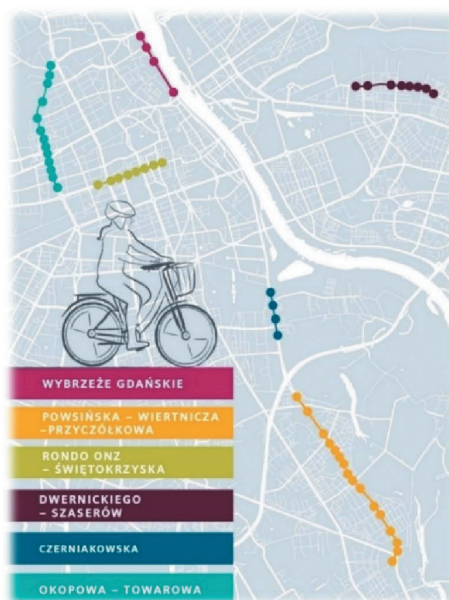 WYBRZEŻE GDAŃSKIE
POWSIŃSKA – WIERTNICZA
–PRZYCZÓŁKOWA
RONDO ONZ
– ŚWIĘTOKRZYSKA
DWERNICKIEGO
– SZASERÓW
CZERNIAKOWSKA
OKOPOWA – TOWAROWA